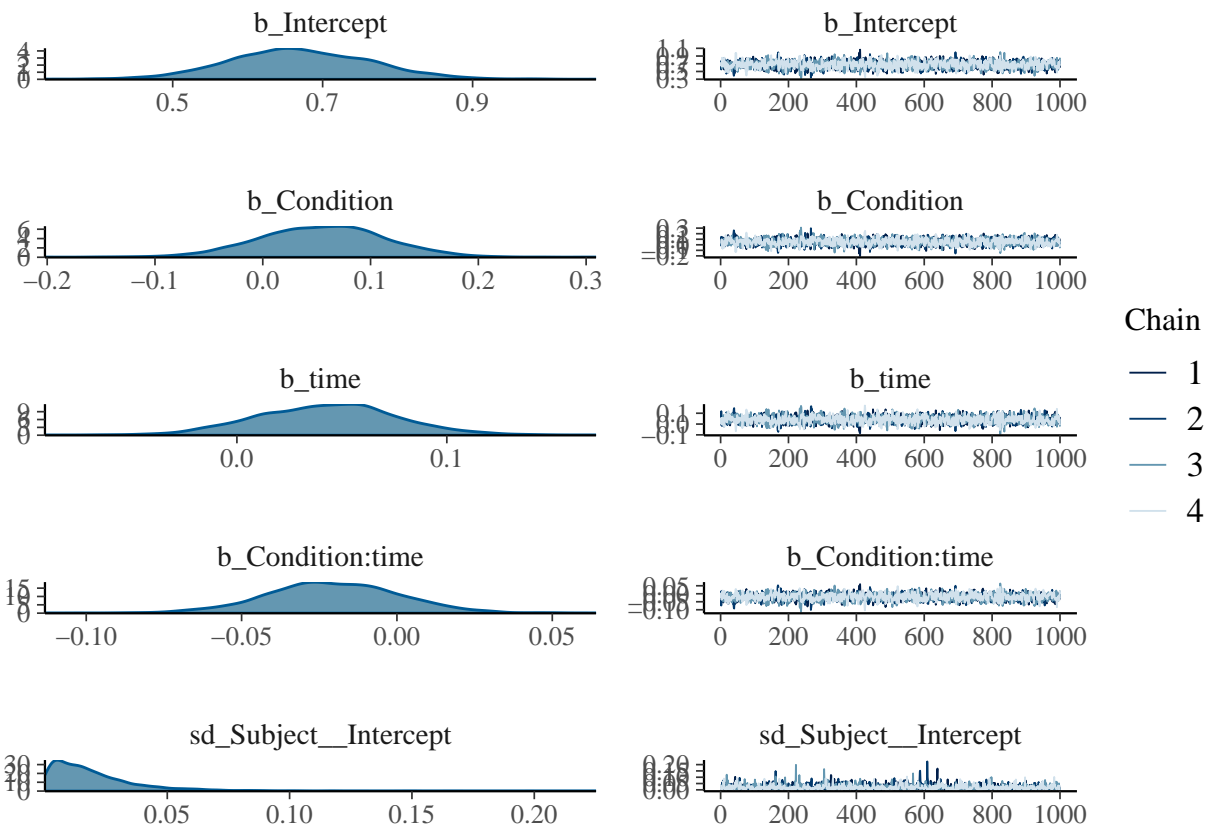 b_Intercept
0.5 0.7 0.9
b_Intercept
0 200 400 600 800 1000
b_Condition
−0.2 −0.1 0.0 0.1 0.2 0.3
b_Condition
0 200 400 600 800 1000
b_time
0.0 0.1
b_time
0.1
0.0
−0.1
0 200 400 600 800 1000
b_Condition:time
−0.10 −0.05 0.00 0.05
b_Condition:time
0 200 400 600 800 1000
sd_Subject__Intercept
0.05 0.10 0.15 0.20
sd_Subject__Intercept
0 200 400 600 800 1000
Chain
1
2
3
4